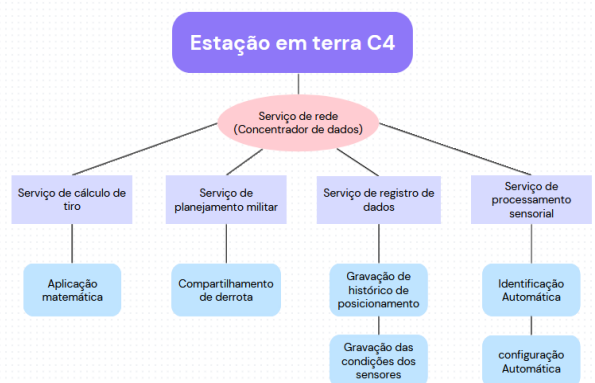 Estação em terra C4
Serviço de rede
(Concentrador de dados)
Serviço de cálculo de
tiro
Serviço de
planejamento militar
Serviço de registro de
dados
Serviço de
processamento
sensorial
Aplicação
matemática
Compartilhamento
de derrota
Gravação de
histórico de
posicionamento
Identificação
Automática
Gravação das
condições dos
sensores
configuração
Automática